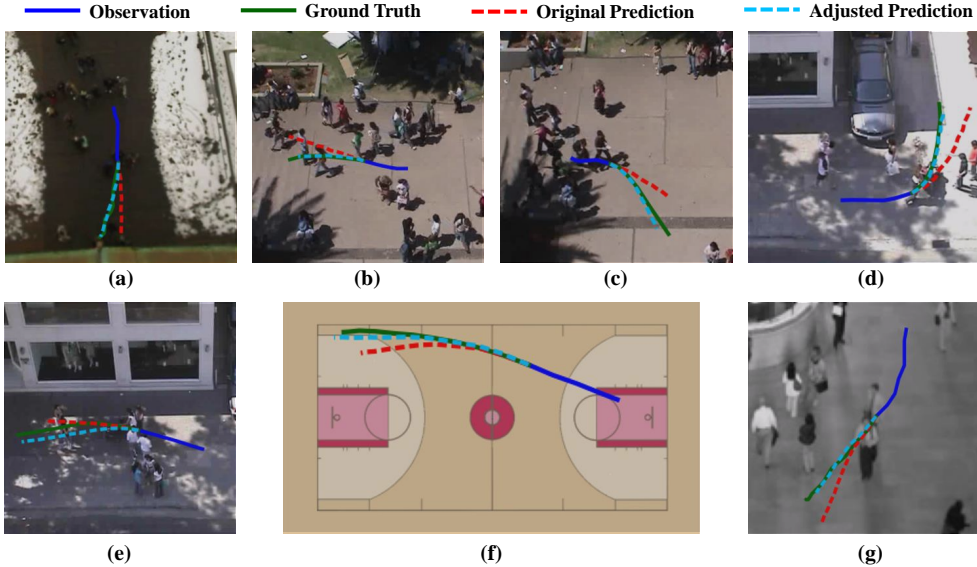 Observation Ground Truth Original Prediction Adjusted Prediction
(a) (b) (c) (d)
(e) (f) (g)